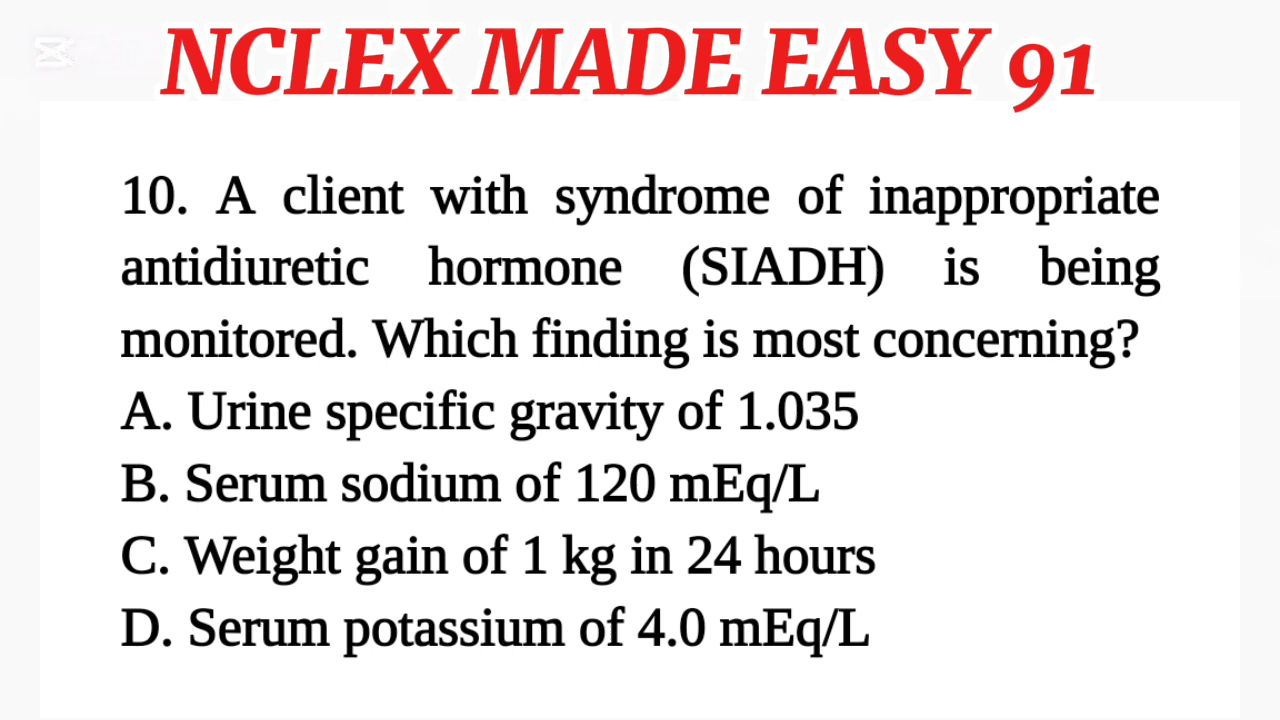 NCLEX MADE EASY 91
10. A client with syndrome of inappropriate
antidiuretic hormone (SIADH) is being
monitored. Which finding is most concerning?
A. Urine specific gravity of 1.035
B. Serum sodium of 120 mEq/L
C. Weight gain of 1 kg in 24 hours
D. Serum potassium of 4.0 mEq/L